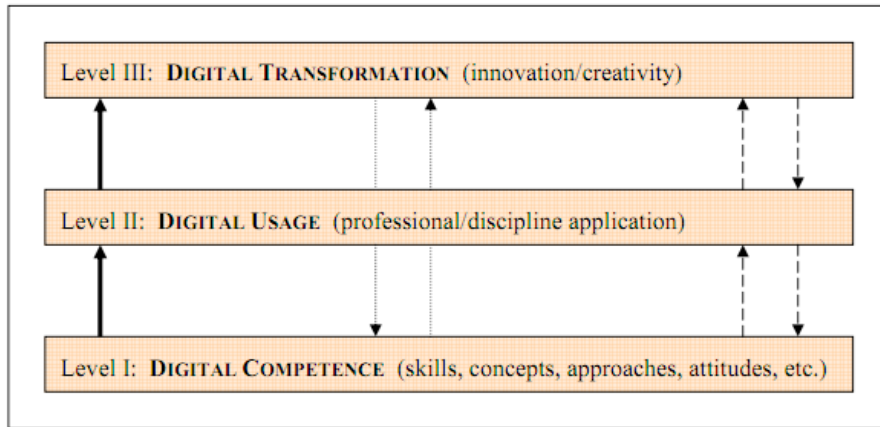 Level III: DIGITAL TRANSFORMATION (innovation/creativity)
Level II: DIGITAL USAGE (professional/discipline application)
Level I: DIGITAL COMPETENCE (skills, concepts, approaches, attitudes, etc.)